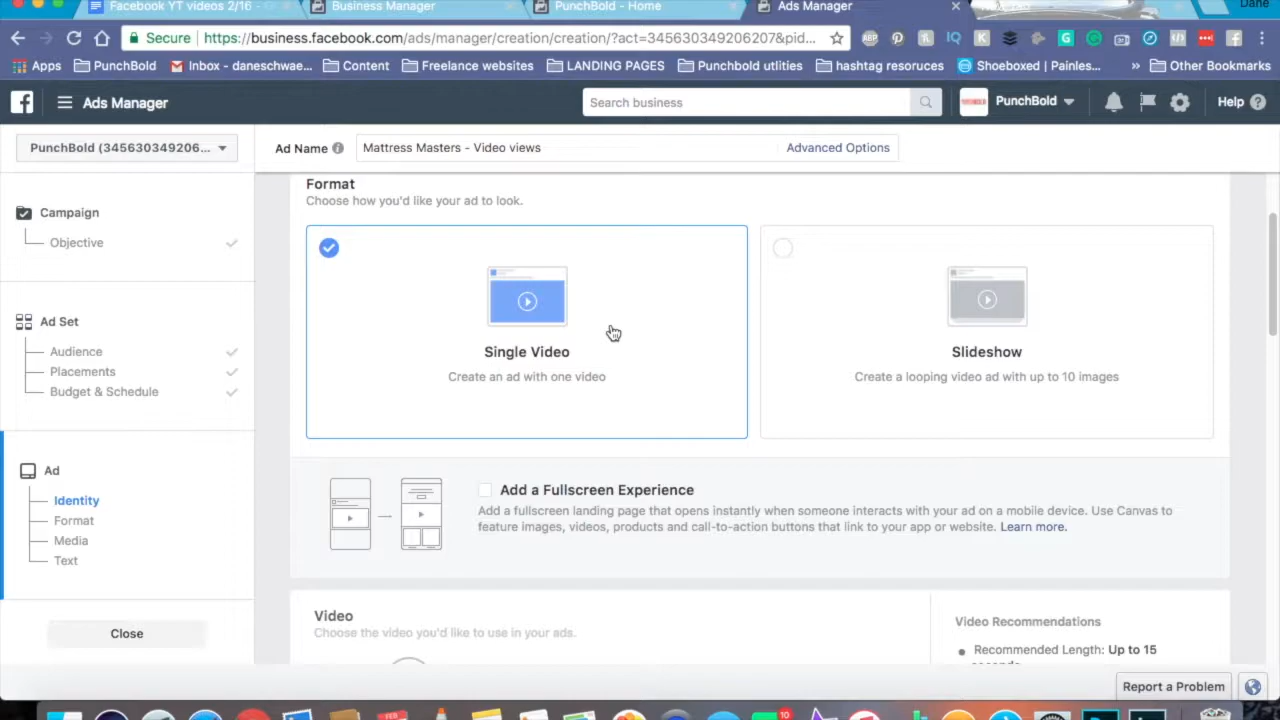 Facebook YT videos 2/16 -
Business Manager
PunchBold - Home
Ads Manager
Dane
Secure
https://business.facebook.com/ads/manager/creation/creation/?act=345630349206207&pid...
Apps
PunchBold
Inbox - daneschwae...
Content
Freelance websites
LANDING PAGES
Punchbold utlities
hashtag resoruces
Shoeboxed | Painles...
»
Other Bookmarks
Ads Manager
Search business
PunchBold
Help
PunchBold (345630349206...
Ad Name
Mattress Masters - Video views
Advanced Options
Campaign
Objective
Ad Set
Audience
Placements
Budget & Schedule
Ad
Identity
Format
Media
Text
Close
Format
Choose how you'd like your ad to look.
Single Video
Create an ad with one video
Slideshow
Create a looping video ad with up to 10 images
Add a Fullscreen Experience
Add a fullscreen landing page that opens instantly when someone interacts with your ad on a mobile device. Use Canvas to
feature images, videos, products and call-to-action buttons that link to your app or website. Learn more.
Video
Choose the video you'd like to use in your ads.
Video Recommendations
Recommended Length: Up to 15
seconds
Report a Problem
10